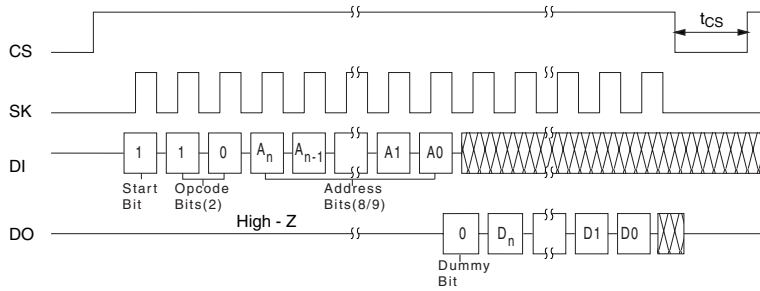 tCS
CS
SK
DI
1 1 0 An An-1 A1 A0
Start Bit
Opcode Bits(2)
Address Bits(8/9)
High - Z
DO
0 Dn D1 D0
Dummy Bit